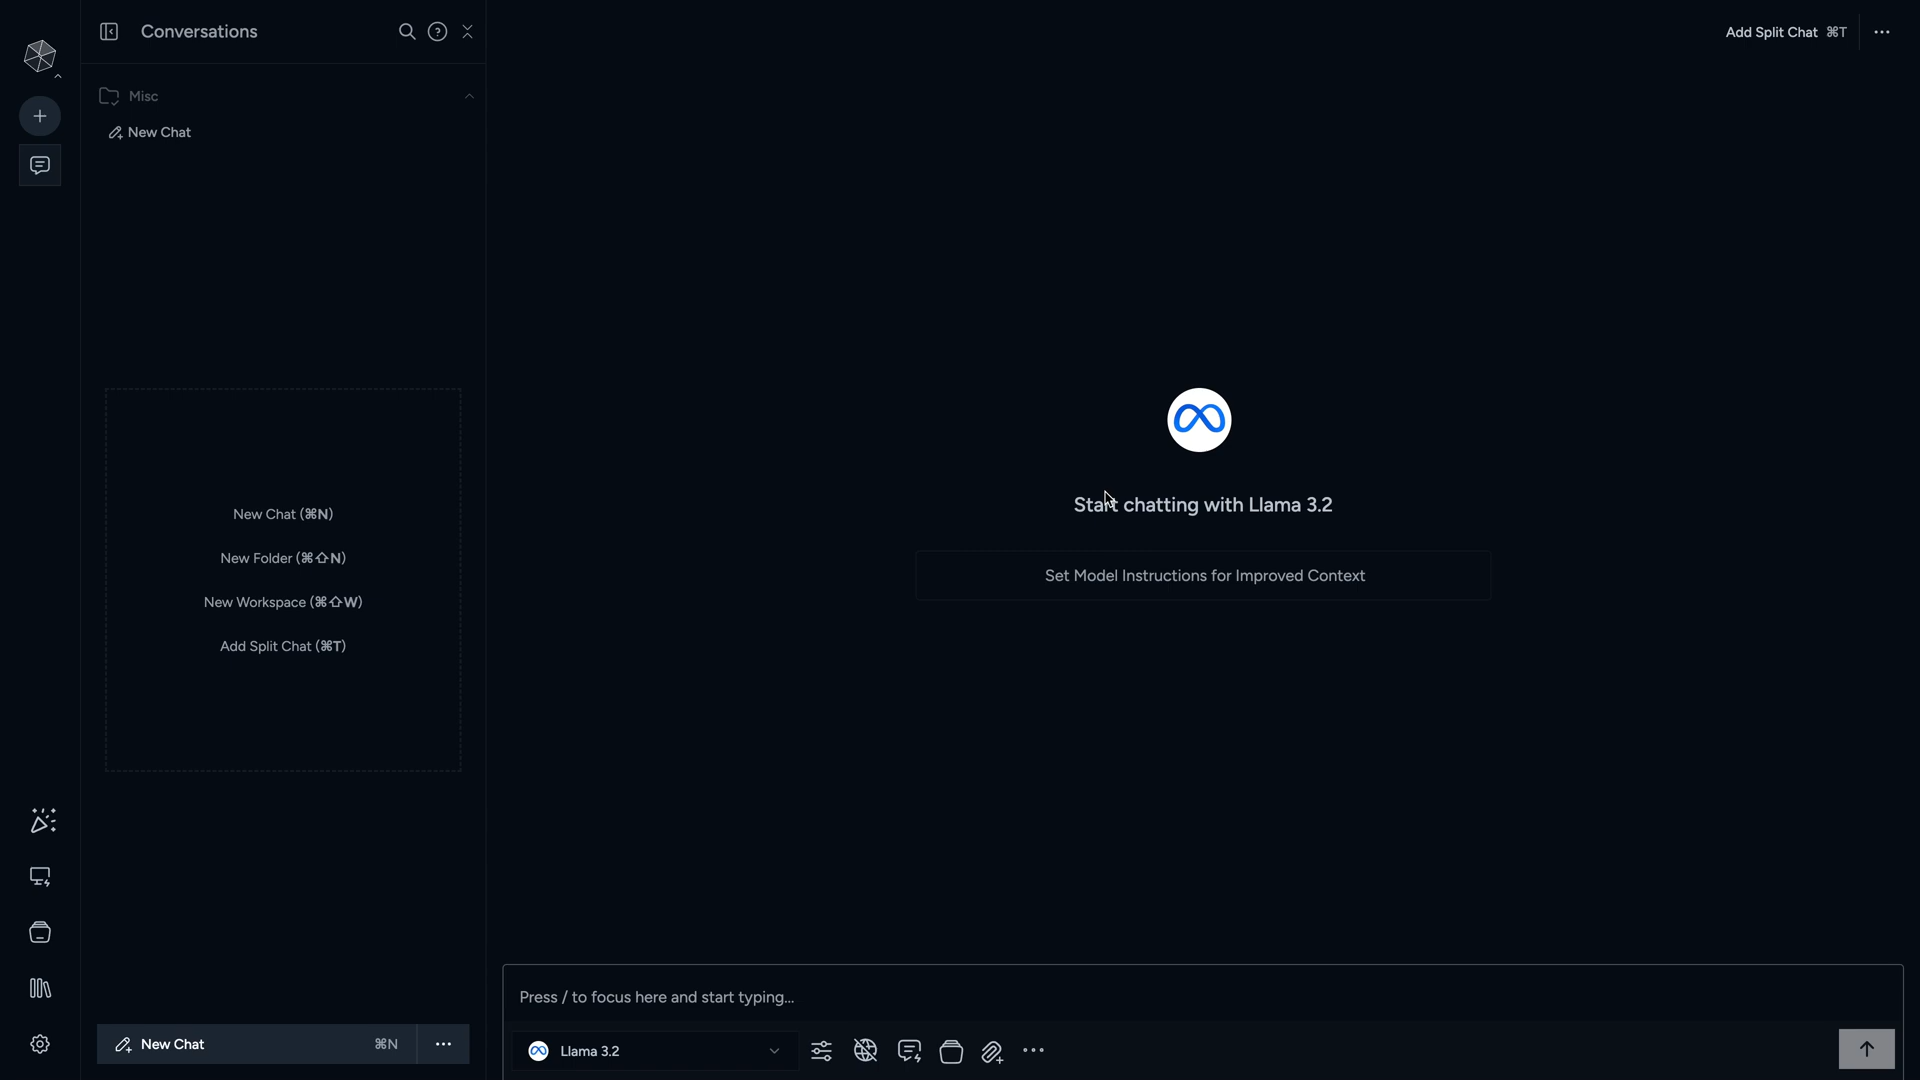 Conversations
Add Split Chat ⌘T
Misc
New Chat
New Chat (⌘N)
New Folder (⌘⇧N)
New Workspace (⌘⇧W)
Add Split Chat (⌘T)
Start chatting with Llama 3.2
Set Model Instructions for Improved Context
Press / to focus here and start typing...
New Chat ⌘N
Llama 3.2